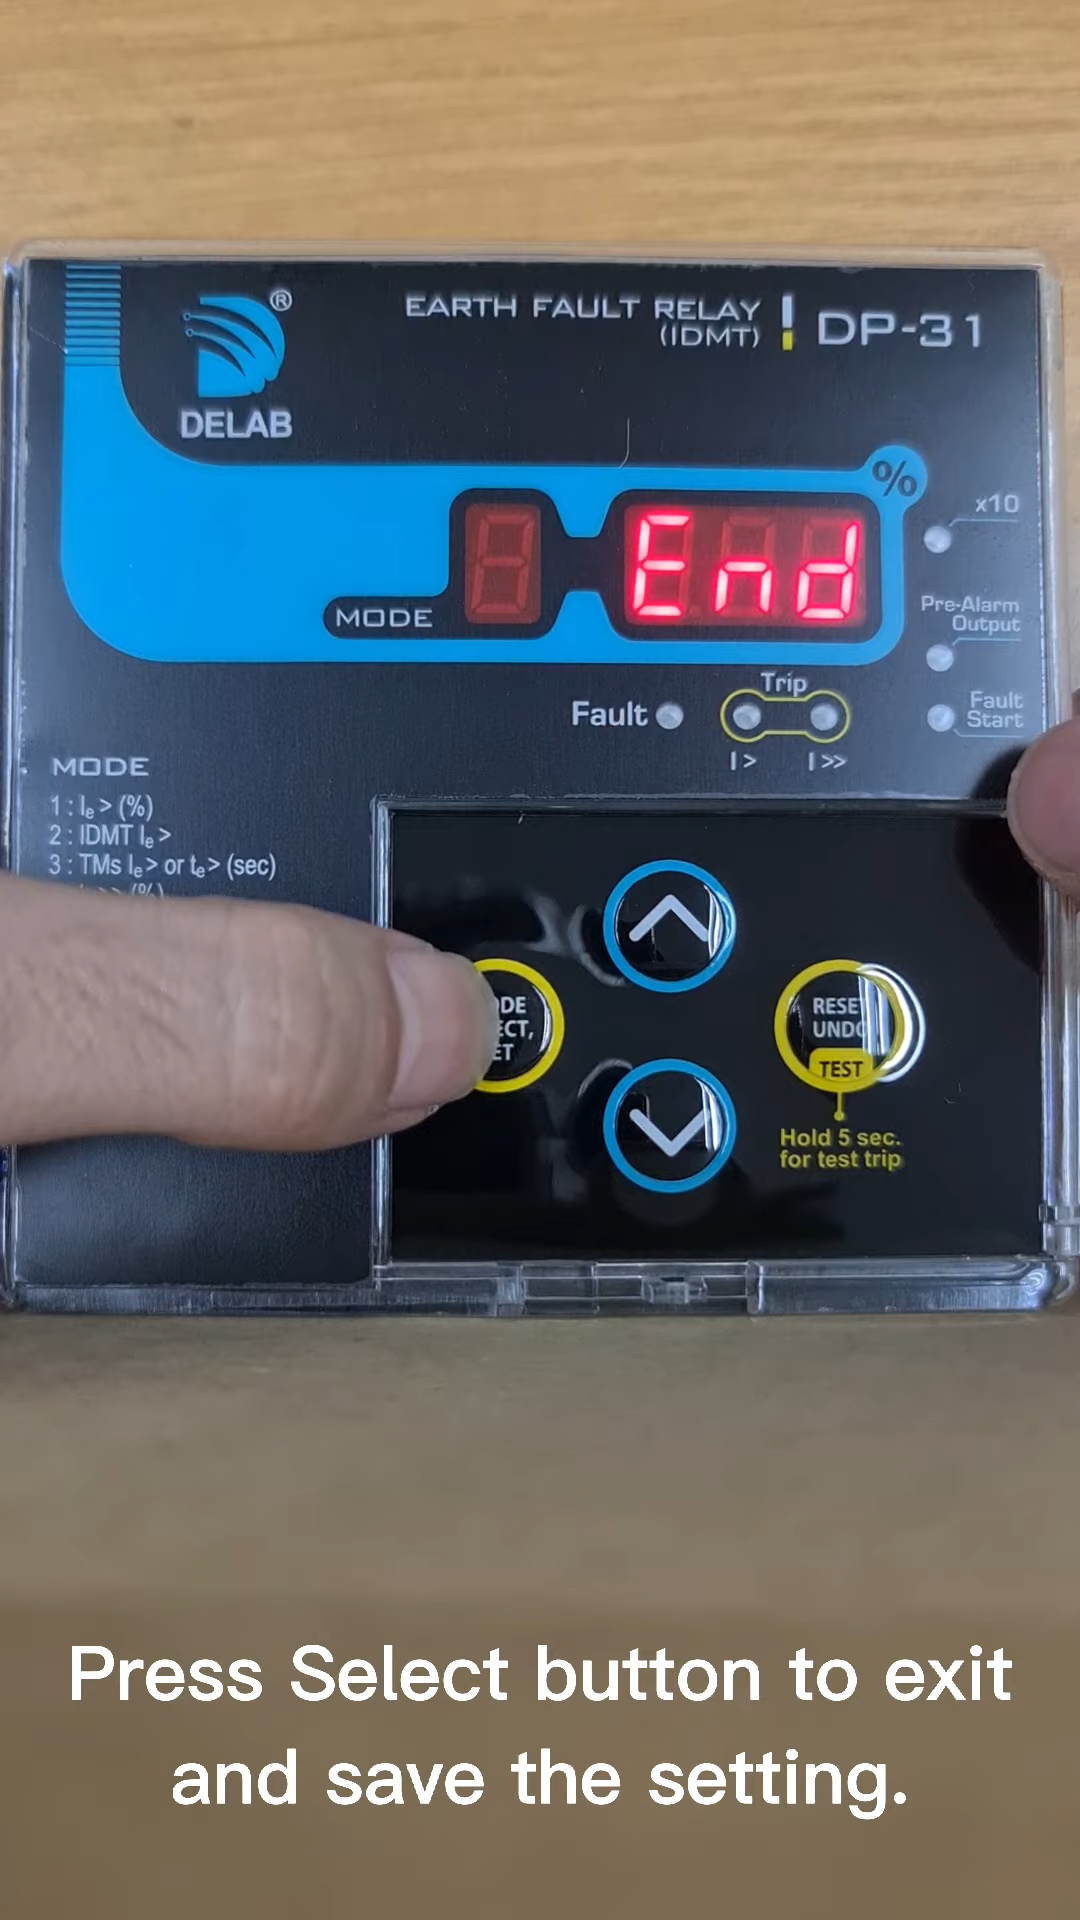 ®
DELAB
EARTH FAULT RELAY
(IDMT)
DP-31
%
End
MODE
x10
Pre-Alarm
Output
Fault
Start
Trip
Fault
I>
I>>
MODE
1 : Ie > (%)
2 : IDMT Ie >
3 : TMs Ie > or te > (sec)
RESET
UNDO
TEST
Hold 5 sec.
for test trip
Press Select button to exit
and save the setting.